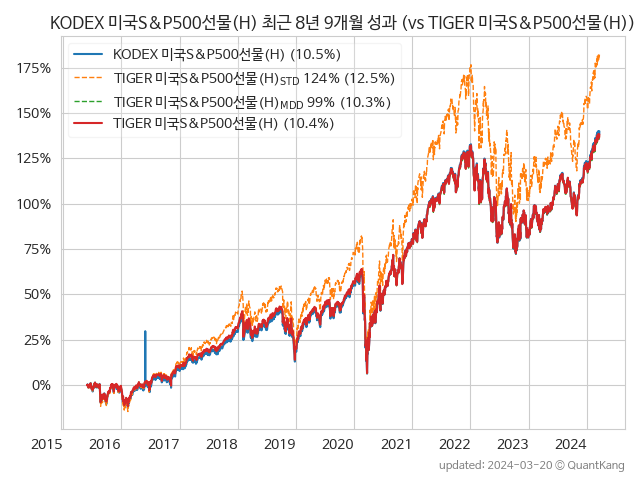 KODEX 미국S&P500선물(H) 최근 8년 9개월 성과 (vs TIGER 미국S&P500선물(H))
KODEX 미국S&P500선물(H) (10.5%)
TIGER 미국S&P500선물(H)STD 124% (12.5%)
TIGER 미국S&P500선물(H)MDD 99% (10.3%)
TIGER 미국S&P500선물(H) (10.4%)
175%
150%
125%
100%
75%
50%
25%
0%
2015 2016 2017 2018 2019 2020 2021 2022 2023 2024
updated: 2024-03-20 © QuantKang